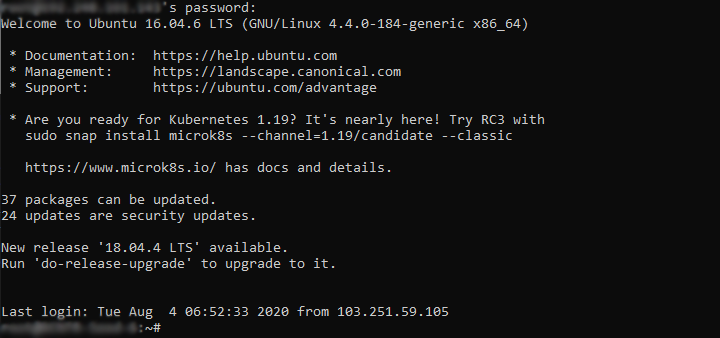 's password:
Welcome to Ubuntu 16.04.6 LTS (GNU/Linux 4.4.0-184-generic x86_64)
* Documentation:  https://help.ubuntu.com
* Management:     https://landscape.canonical.com
* Support:        https://ubuntu.com/advantage
* Are you ready for Kubernetes 1.19? It's nearly here! Try RC3 with
sudo snap install microk8s --channel=1.19/candidate --classic
https://www.microk8s.io/ has docs and details.
37 packages can be updated.
24 updates are security updates.
New release '18.04.4 LTS' available.
Run 'do-release-upgrade' to upgrade to it.
Last login: Tue Aug  4 06:52:33 2020 from 103.251.59.105
:~#